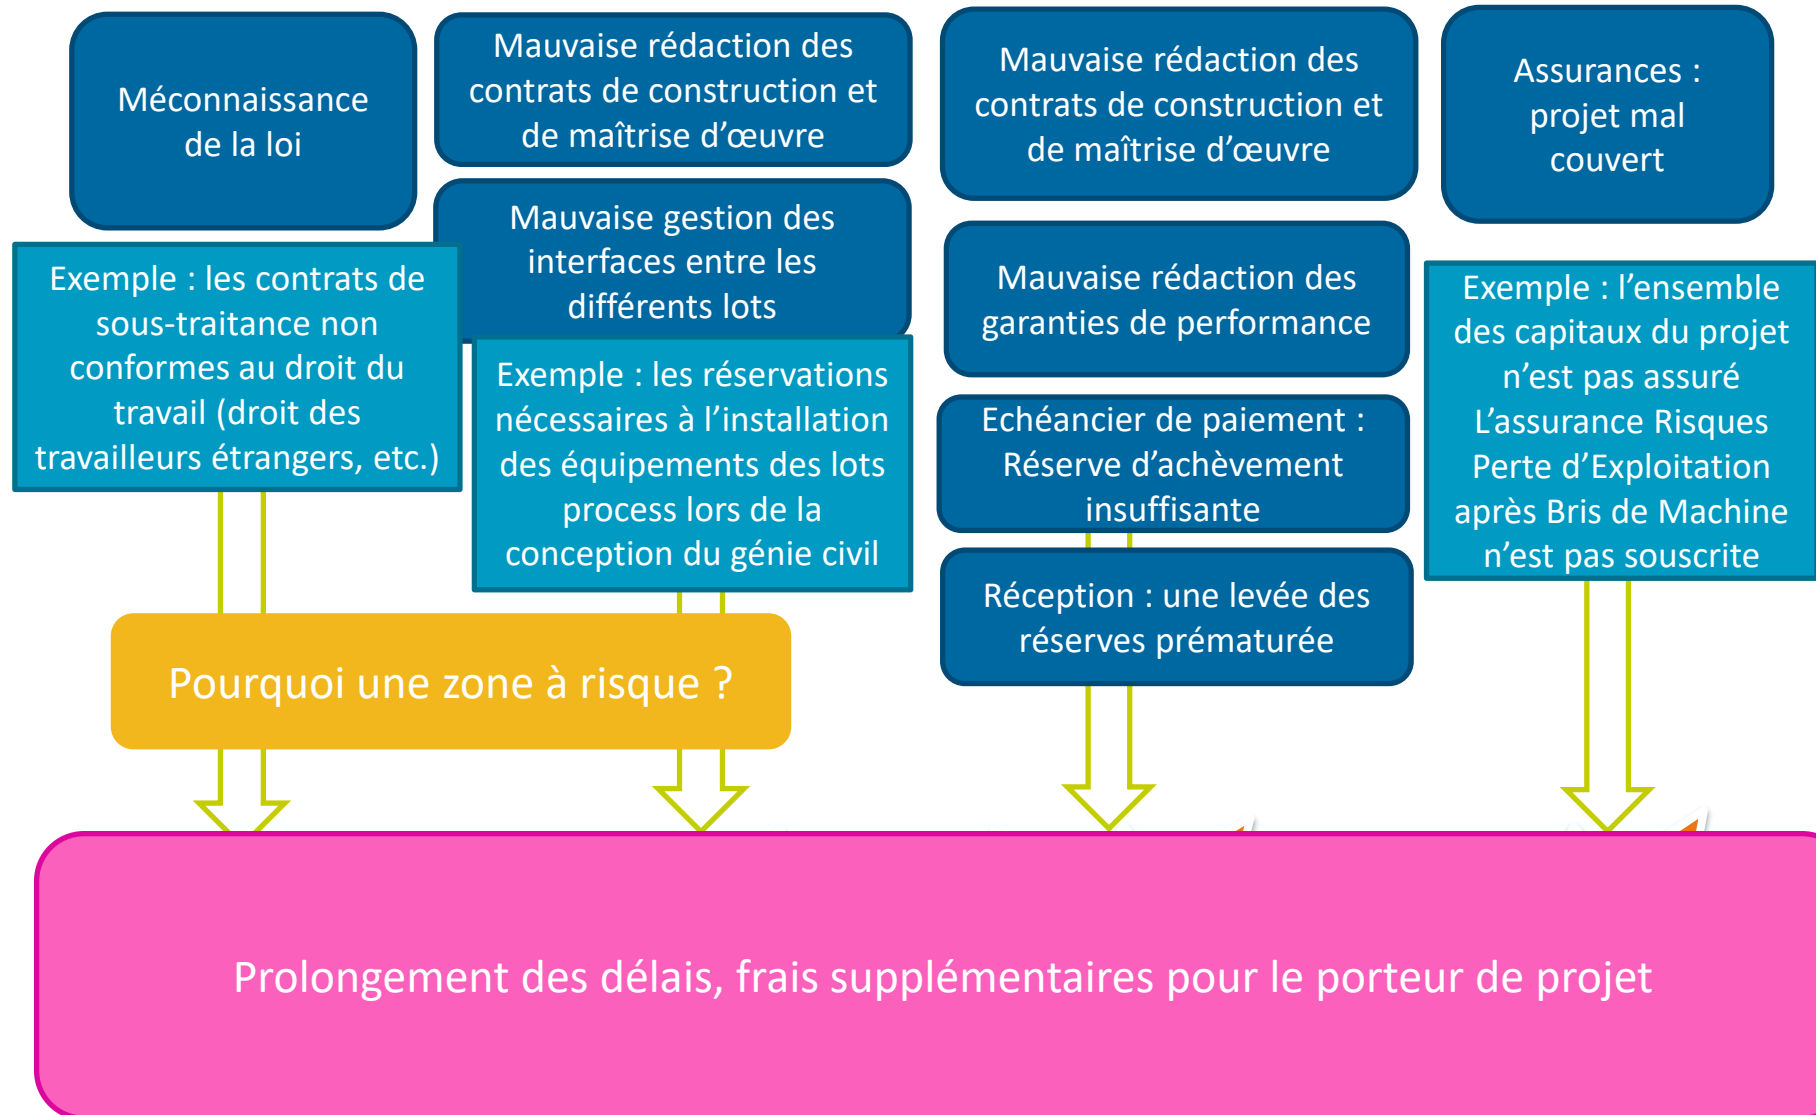 Méconnaissance
de la loi
Exemple : les contrats de
sous-traitance non
conformes au droit du
travail (droit des
travailleurs étrangers, etc.)
Mauvaise rédaction des
contrats de construction et
de maîtrise d’œuvre
Mauvaise gestion des
interfaces entre les
différents lots
Exemple : les réservations
nécessaires à l’installation
des équipements des lots
process lors de la
conception du génie civil
Mauvaise rédaction des
contrats de construction et
de maîtrise d’œuvre
Mauvaise rédaction des
garanties de performance
Echéancier de paiement :
Réserve d’achèvement
insuffisante
Réception : une levée des
réserves prématurée
Assurances :
projet mal
couvert
Exemple : l’ensemble
des capitaux du projet
n’est pas assuré
L’assurance Risques
Perte d’Exploitation
après Bris de Machine
n’est pas souscrite
Pourquoi une zone à risque ?
Prolongement des délais, frais supplémentaires pour le porteur de projet